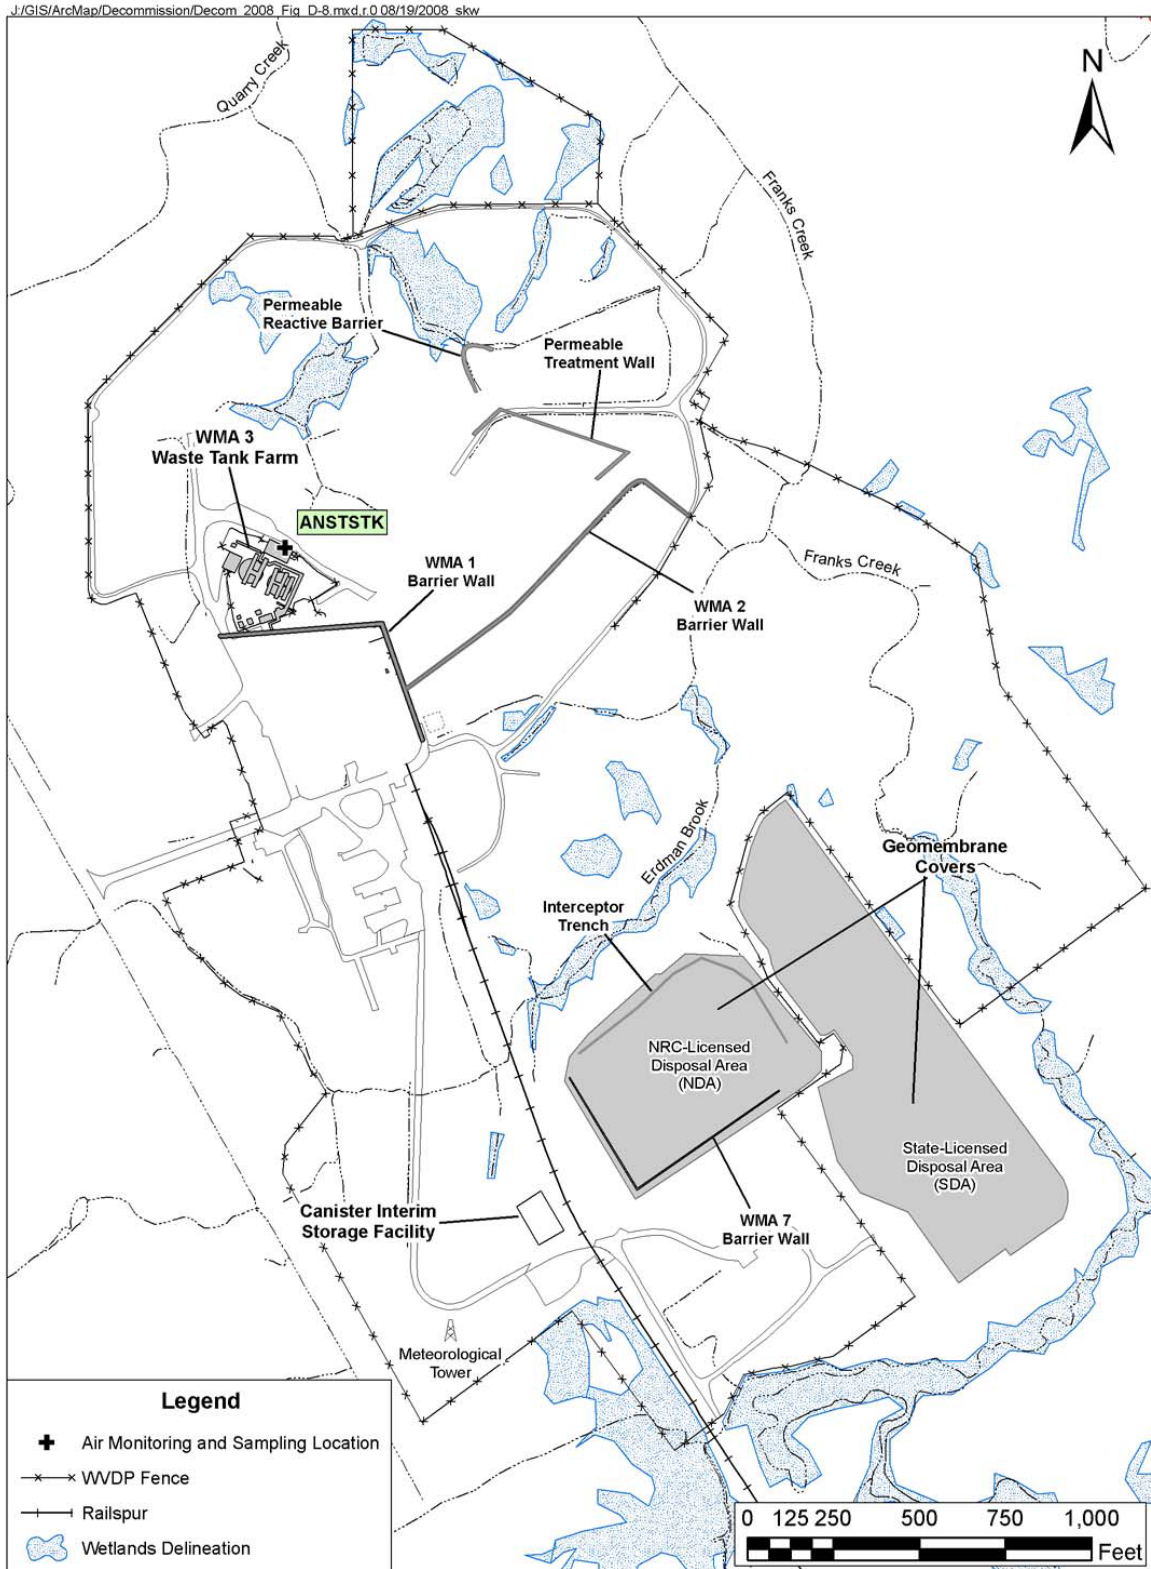 J:/GIS/ArcMap/Decommission/Decom_2008_Fig_D-8.mxd,r.0 08/19/2008_skw
N
Quarry Creek
Franks Creek
Permeable
Reactive Barrier
Permeable
Treatment Wall
WMA 3
Waste Tank Farm
ANSTSTK
WMA 1
Barrier Wall
Franks Creek
WMA 2
Barrier Wall
Erdman Brook
Geomembrane
Covers
Interceptor
Trench
NRC-Licensed
Disposal Area
(NDA)
State-Licensed
Disposal Area
(SDA)
Canister Interim
Storage Facility
WMA 7
Barrier Wall
Meteorological
Tower
Legend
Air Monitoring and Sampling Location
WVDP Fence
Railspur
Wetlands Delineation
0 125 250 500 750 1,000
Feet